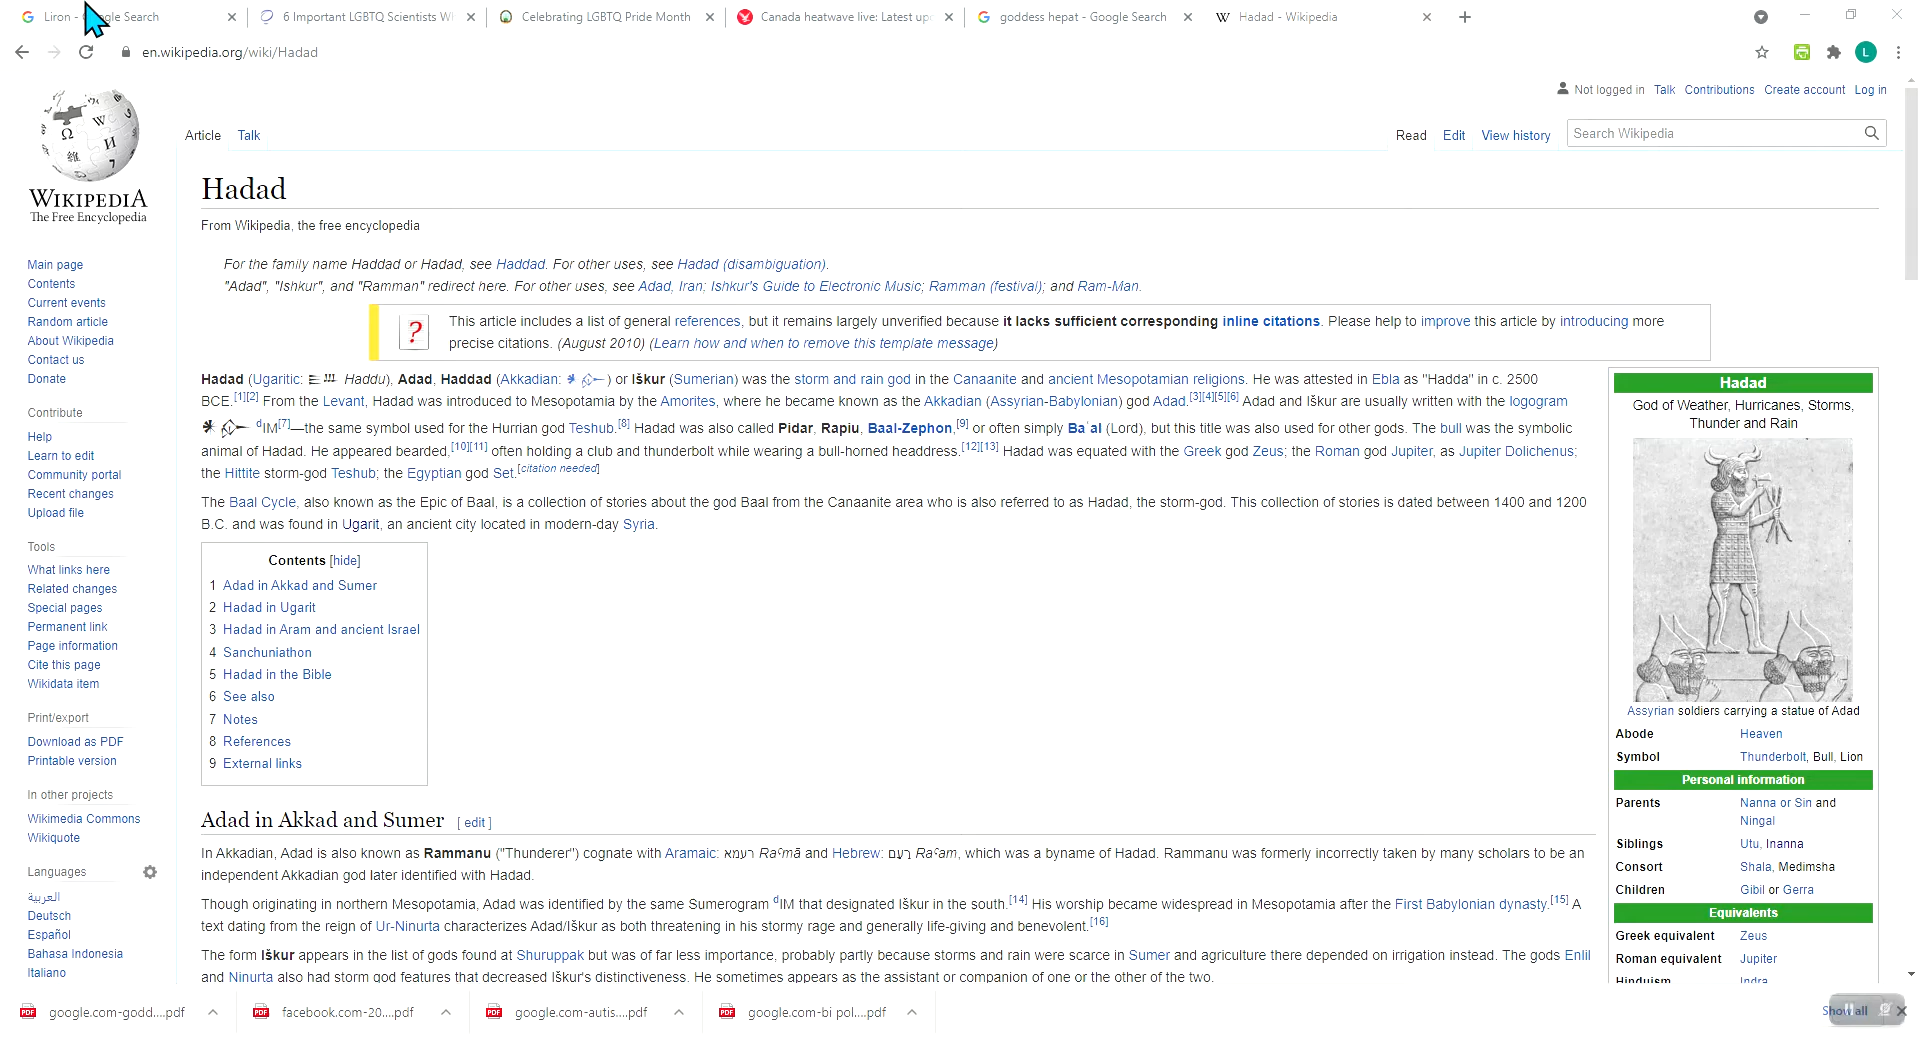 Liron - Google Search
6 Important LGBTQ Scientists Wh
Celebrating LGBTQ Pride Month
Canada heatwave live: Latest up
goddess hepat - Google Search
Hadad - Wikipedia
en.wikipedia.org/wiki/Hadad
L
Not logged in Talk Contributions Create account Log in
WIKIPEDIA
The Free Encyclopedia
Article Talk
Read Edit View history
Search Wikipedia
Main page
Contents
Current events
Random article
About Wikipedia
Contact us
Donate
Contribute
Help
Learn to edit
Community portal
Recent changes
Upload file
Tools
What links here
Related changes
Special pages
Permanent link
Page information
Cite this page
Wikidata item
Print/export
Download as PDF
Printable version
In other projects
Wikimedia Commons
Wikiquote
Languages
العربية
Deutsch
Español
Bahasa Indonesia
Italiano
Hadad
From Wikipedia, the free encyclopedia
For the family name Haddad or Hadad, see Haddad. For other uses, see Hadad (disambiguation).
"Adad", "Ishkur", and "Ramman" redirect here. For other uses, see Adad, Iran; Ishkur's Guide to Electronic Music; Ramman (festival); and Ram-Man.
This article includes a list of general references, but it remains largely unverified because it lacks sufficient corresponding inline citations. Please help to improve this article by introducing more
precise citations. (August 2010) (Learn how and when to remove this template message)
Hadad (Ugaritic: Haddu), Adad, Haddad (Akkadian: ) or Iškur (Sumerian) was the storm and rain god in the Canaanite and ancient Mesopotamian religions. He was attested in Ebla as "Hadda" in c. 2500
BCE.[1][2] From the Levant, Hadad was introduced to Mesopotamia by the Amorites, where he became known as the Akkadian (Assyrian-Babylonian) god Adad.[3][4][5][6] Adad and Iškur are usually written with the logogram
dIM[7]—the same symbol used for the Hurrian god Teshub.[8] Hadad was also called Pidar, Rapiu, Baal-Zephon,[9] or often simply Baʿal (Lord), but this title was also used for other gods. The bull was the symbolic
animal of Hadad. He appeared bearded,[10][11] often holding a club and thunderbolt while wearing a bull-horned headdress.[12][13] Hadad was equated with the Greek god Zeus; the Roman god Jupiter, as Jupiter Dolichenus;
the Hittite storm-god Teshub; the Egyptian god Set.[citation needed]
The Baal Cycle, also known as the Epic of Baal, is a collection of stories about the god Baal from the Canaanite area who is also referred to as Hadad, the storm-god. This collection of stories is dated between 1400 and 1200
B.C. and was found in Ugarit, an ancient city located in modern-day Syria.
Contents [hide]
1 Adad in Akkad and Sumer
2 Hadad in Ugarit
3 Hadad in Aram and ancient Israel
4 Sanchuniathon
5 Hadad in the Bible
6 See also
7 Notes
8 References
9 External links
Adad in Akkad and Sumer [ edit ]
In Akkadian, Adad is also known as Rammanu ("Thunderer") cognate with Aramaic: רעמא Raˁmā and Hebrew: רַעַם Raˁam, which was a byname of Hadad. Rammanu was formerly incorrectly taken by many scholars to be an
independent Akkadian god later identified with Hadad.
Though originating in northern Mesopotamia, Adad was identified by the same Sumerogram dIM that designated Iškur in the south.[14] His worship became widespread in Mesopotamia after the First Babylonian dynasty.[15] A
text dating from the reign of Ur-Ninurta characterizes Adad/Iškur as both threatening in his stormy rage and generally life-giving and benevolent.[16]
The form Iškur appears in the list of gods found at Shuruppak but was of far less importance, probably partly because storms and rain were scarce in Sumer and agriculture there depended on irrigation instead. The gods Enlil
and Ninurta also had storm god features that decreased Iškur's distinctiveness. He sometimes appears as the assistant or companion of one or the other of the two.
Hadad
God of Weather, Hurricanes, Storms,
Thunder and Rain
Assyrian soldiers carrying a statue of Adad
Abode Heaven
Symbol Thunderbolt, Bull, Lion
Personal information
Parents Nanna or Sin and
Ningal
Siblings Utu, Inanna
Consort Shala, Medimsha
Children Gibil or Gerra
Equivalents
Greek equivalent Zeus
Roman equivalent Jupiter
Hinduism Indra
google.com-godd....pdf
facebook.com-20....pdf
google.com-autis....pdf
google.com-bi pol....pdf
Show all